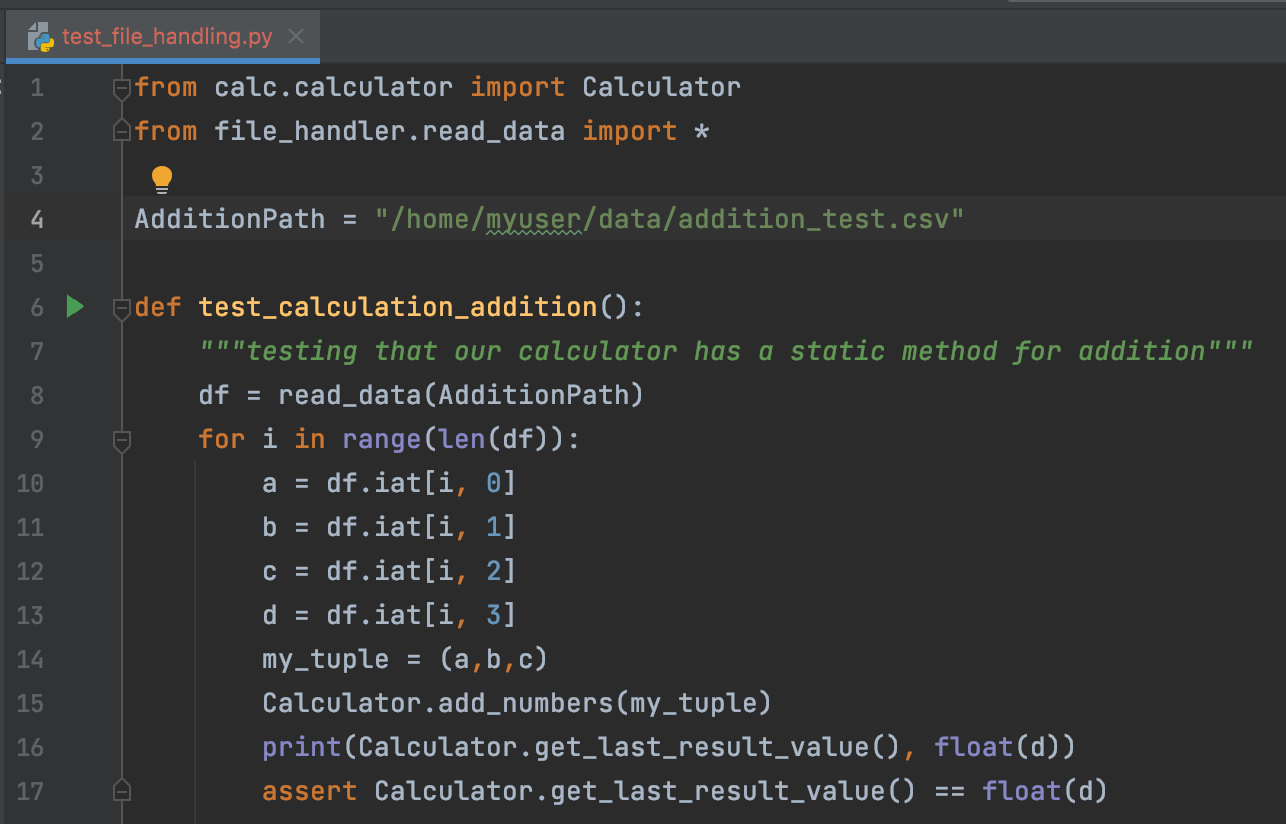 test_file_handling.py
1 from calc.calculator import Calculator
2 from file_handler.read_data import *
3
4 AdditionPath = "/home/myuser/data/addition_test.csv"
5
6 def test_calculation_addition():
7     """testing that our calculator has a static method for addition"""
8     df = read_data(AdditionPath)
9     for i in range(len(df)):
10         a = df.iat[i, 0]
11         b = df.iat[i, 1]
12         c = df.iat[i, 2]
13         d = df.iat[i, 3]
14         my_tuple = (a,b,c)
15         Calculator.add_numbers(my_tuple)
16         print(Calculator.get_last_result_value(), float(d))
17         assert Calculator.get_last_result_value() == float(d)